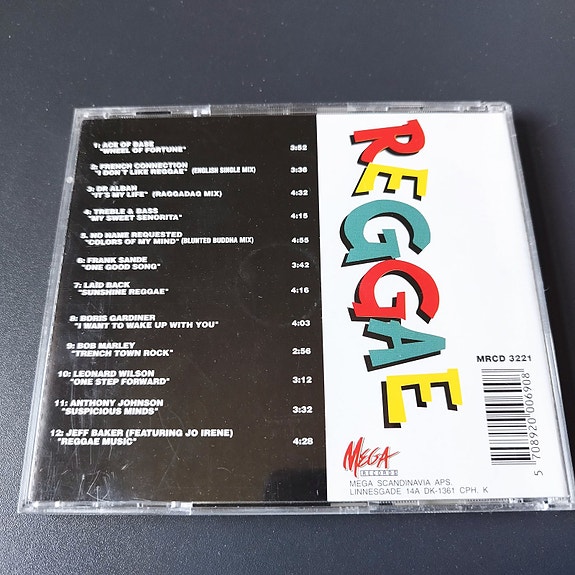 1: ACE OF BASE
"WHEEL OF FORTUNE" 3:52
2: FRENCH CONNECTION
"I DON'T LIKE REGGAE" (ENGLISH SINGLE MIX) 3:36
3: DR ALBAN
"IT'S MY LIFE" (RAGGADAG MIX) 4:32
4: TREBLE & BASS
"MY SWEET SENORITA" 4:15
5: NO NAME REQUESTED
"COLORS OF MY MIND" (BLUNTED BUDDHA MIX) 4:55
6: FRANK SANDE
"ONE GOOD SONG" 3:42
7: LAID BACK
"SUNSHINE REGGAE" 4:16
8: BORIS GARDINER
"I WANT TO WAKE UP WITH YOU" 4:03
9: BOB MARLEY
"TRENCH TOWN ROCK" 2:56
10: LEONARD WILSON
"ONE STEP FORWARD" 3:12
11: ANTHONY JOHNSON
"SUSPICIOUS MINDS" 3:32
12: JEFF BAKER (FEATURING JO IRENE)
"REGGAE MUSIC" 4:28
REGGAE
MRCD 3221
5 708920 006908
MEGA
RECORDS
MEGA SCANDINAVIA APS.
LINNESGADE 14A DK-1361 CPH. K